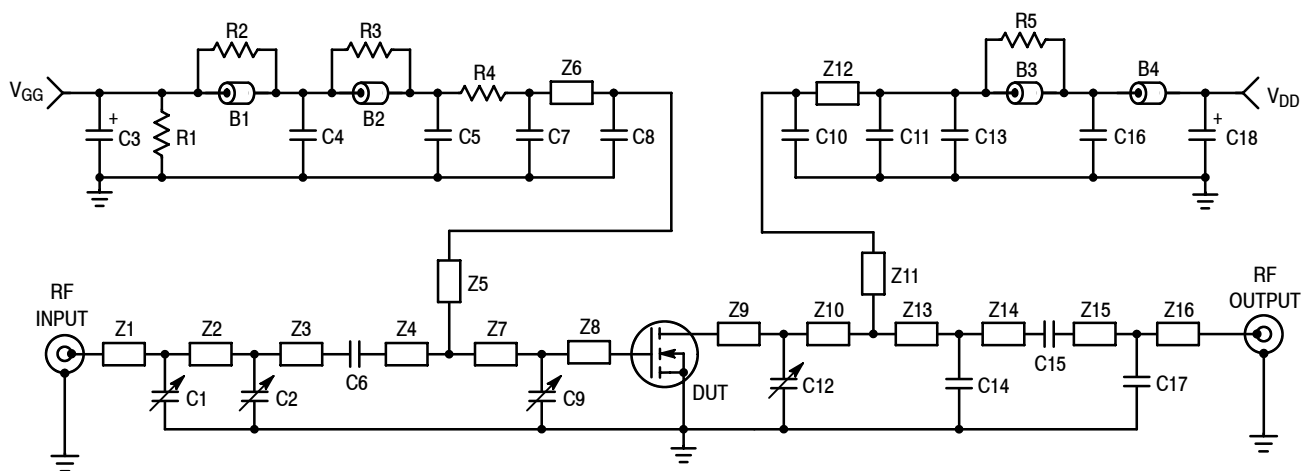 R2
R3
R5
R4
Z6
Z12
B3
B4
VGG
VDD
B1
B2
+
C3
R1
C4
C5
C7
C8
C10
C11
C13
C16
+
C18
Z5
Z11
RF
INPUT
RF
OUTPUT
Z1
Z2
Z3
Z4
Z7
Z8
Z9
Z10
Z13
Z14
Z15
Z16
C6
C15
DUT
C1
C2
C9
C12
C14
C17